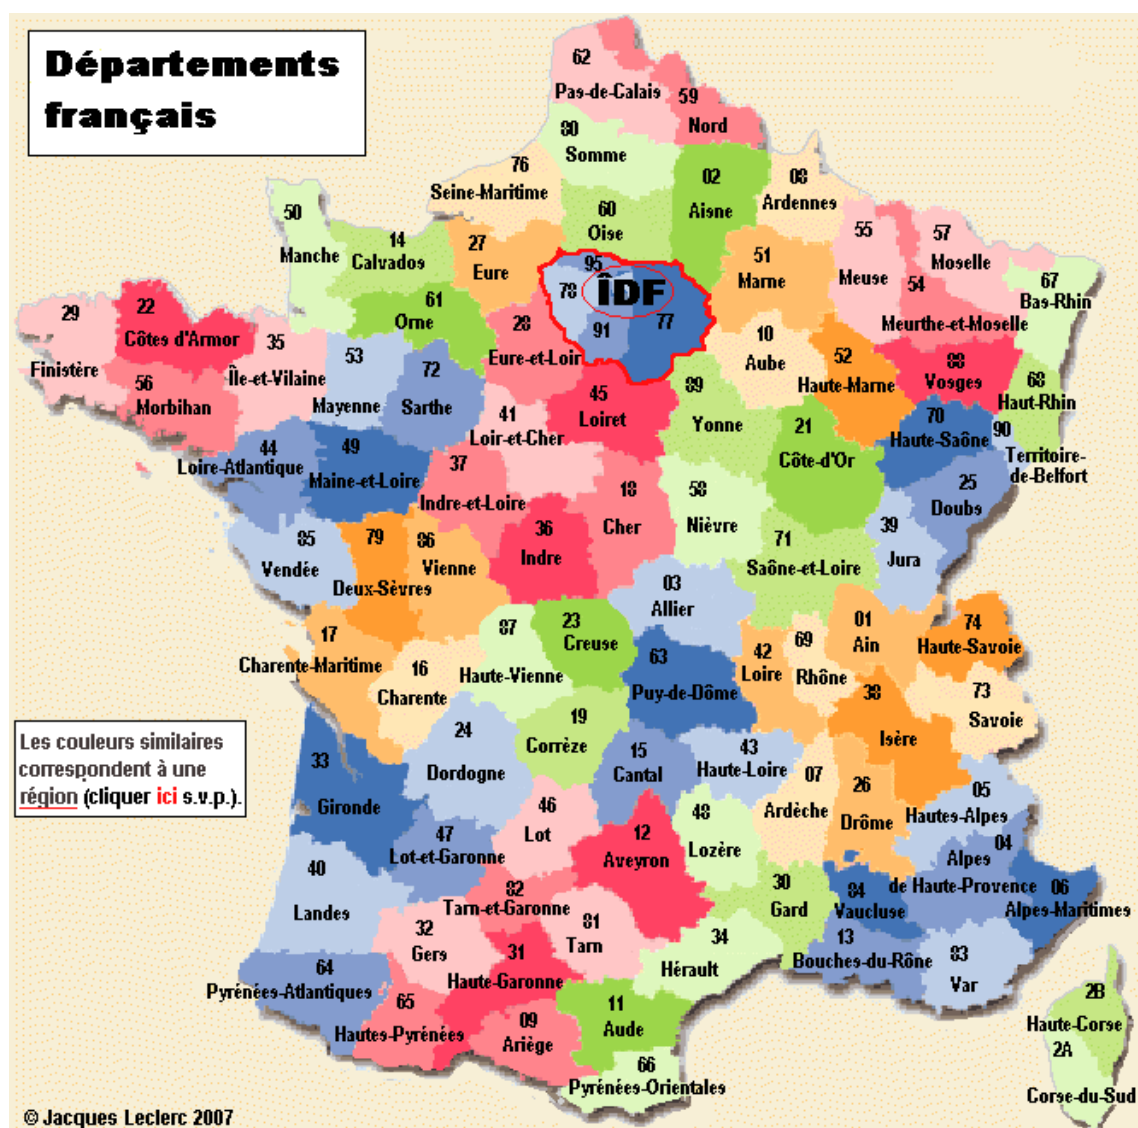 Départements
français
62
Pas-de-Calais
59
Nord
80
Somme
76
Seine-Maritime
02
Aisne
08
Ardennes
60
Oise
50
Manche
14
Calvados
27
Eure
95
78
ÎDF
91
77
51
Marne
55
Meuse
57
Moselle
54
Meurthe-et-Moselle
67
Bas-Rhin
61
Orne
29
Finistère
22
Côtes d'Armor
35
Île-et-Vilaine
56
Morbihan
53
Mayenne
72
Sarthe
28
Eure-et-Loir
10
Aube
52
Haute-Marne
88
Vosges
68
Haut-Rhin
45
Loiret
89
Yonne
41
Loir-et-Cher
21
Côte-d'Or
70
Haute-Saône
90
Territoire-
de-Belfort
44
Loire-Atlantique
49
Maine-et-Loire
37
Indre-et-Loire
18
Cher
58
Nièvre
25
Doubs
39
Jura
36
Indre
85
Vendée
79
Deux-Sèvres
86
Vienne
71
Saône-et-Loire
03
Allier
87
Haute-Vienne
23
Creuse
01
Ain
74
Haute-Savoie
17
Charente-Maritime
16
Charente
63
Puy-de-Dôme
42
Loire
69
Rhône
38
Isère
73
Savoie
19
Corrèze
24
Dordogne
15
Cantal
43
Haute-Loire
07
Ardèche
26
Drôme
05
Hautes-Alpes
Les couleurs similaires
correspondent à une
région (cliquer ici s.v.p.).
33
Gironde
46
Lot
47
Lot-et-Garonne
12
Aveyron
48
Lozère
04
Alpes
de Haute-Provence
06
Alpes-Maritimes
40
Landes
82
Tarn-et-Garonne
30
Gard
84
Vaucluse
32
Gers
81
Tarn
31
Haute-Garonne
34
Hérault
13
Bouches-du-Rône
83
Var
64
Pyrénées-Atlantiques
65
Hautes-Pyrénées
09
Ariège
11
Aude
66
Pyrénées-Orientales
2B
Haute-Corse
2A
Corse-du-Sud
© Jacques Leclerc 2007